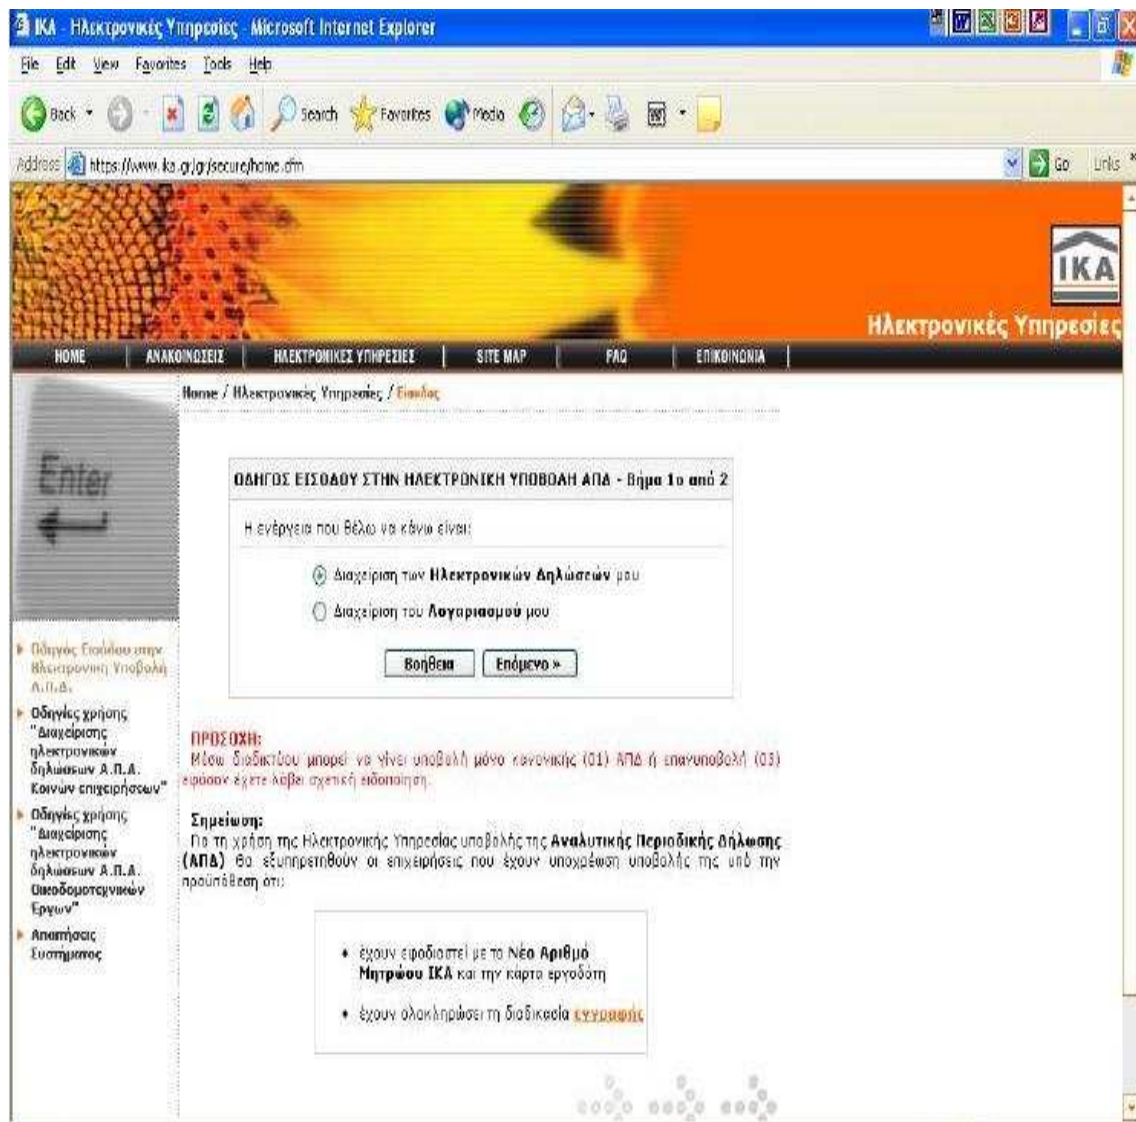 IKA - Ηλεκτρονικές Υπηρεσίες - Microsoft Internet Explorer
File Edit View Favorites Tools Help
Back Search Favorites Media
Address https://www.ika.gr/gr/secure/home.cfm Go Links
IKA
Ηλεκτρονικές Υπηρεσίες
HOME ΑΝΑΚΟΙΝΩΣΕΙΣ ΗΛΕΚΤΡΟΝΙΚΕΣ ΥΠΗΡΕΣΙΕΣ SITE MAP FAQ ΕΠΙΚΟΙΝΩΝΙΑ
Home / Ηλεκτρονικές Υπηρεσίες / Είσοδος
Enter
ΟΔΗΓΟΣ ΕΙΣΟΔΟΥ ΣΤΗΝ ΗΛΕΚΤΡΟΝΙΚΗ ΥΠΟΒΟΛΗ ΑΠΔ - Βήμα 1ο από 2
Η ενέργεια που θέλω να κάνω είναι:
Διαχείριση των Ηλεκτρονικών Δηλώσεών μου
Διαχείριση του Λογαριασμού μου
Βοήθεια Επόμενο »
Οδηγός Εισόδου στην
Ηλεκτρονική Υποβολή
Α.Π.Δ.
Οδηγίες χρήσης
"Διαχείρισης
ηλεκτρονικών
δηλώσεων Α.Π.Δ.
Κοινών επιχειρήσεων"
Οδηγίες χρήσης
"Διαχείρισης
ηλεκτρονικών
δηλώσεων Α.Π.Δ.
Οικοδομοτεχνικών
Έργων"
Απαιτήσεις
Συστήματος
ΠΡΟΣΟΧΗ:
Μέσω διαδικτύου μπορεί να γίνει υποβολή μόνο κανονικής (01) ΑΠΔ ή επανυποβολή (03)
εφόσον έχετε λάβει σχετική ειδοποίηση.
Σημείωση:
Για τη χρήση της Ηλεκτρονικής Υπηρεσίας υποβολής της Αναλυτικής Περιοδικής Δήλωσης
(ΑΠΔ) θα εξυπηρετηθούν οι επιχειρήσεις που έχουν υποχρέωση υποβολής της υπό την
προϋπόθεση ότι:
έχουν εφοδιαστεί με το Νέο Αριθμό
Μητρώου ΙΚΑ και την κάρτα εργοδότη
έχουν ολοκληρώσει τη διαδικασία εγγραφής